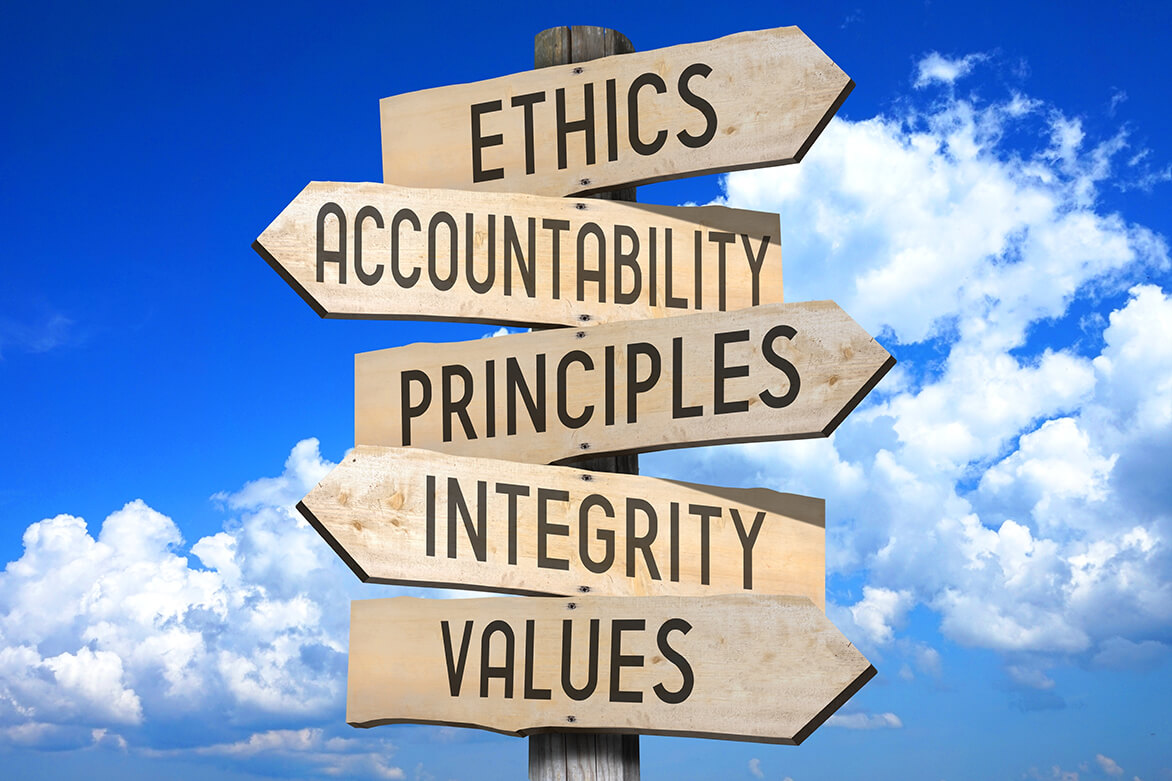 ETHICS
ACCOUNTABILITY
PRINCIPLES
INTEGRITY
VALUES